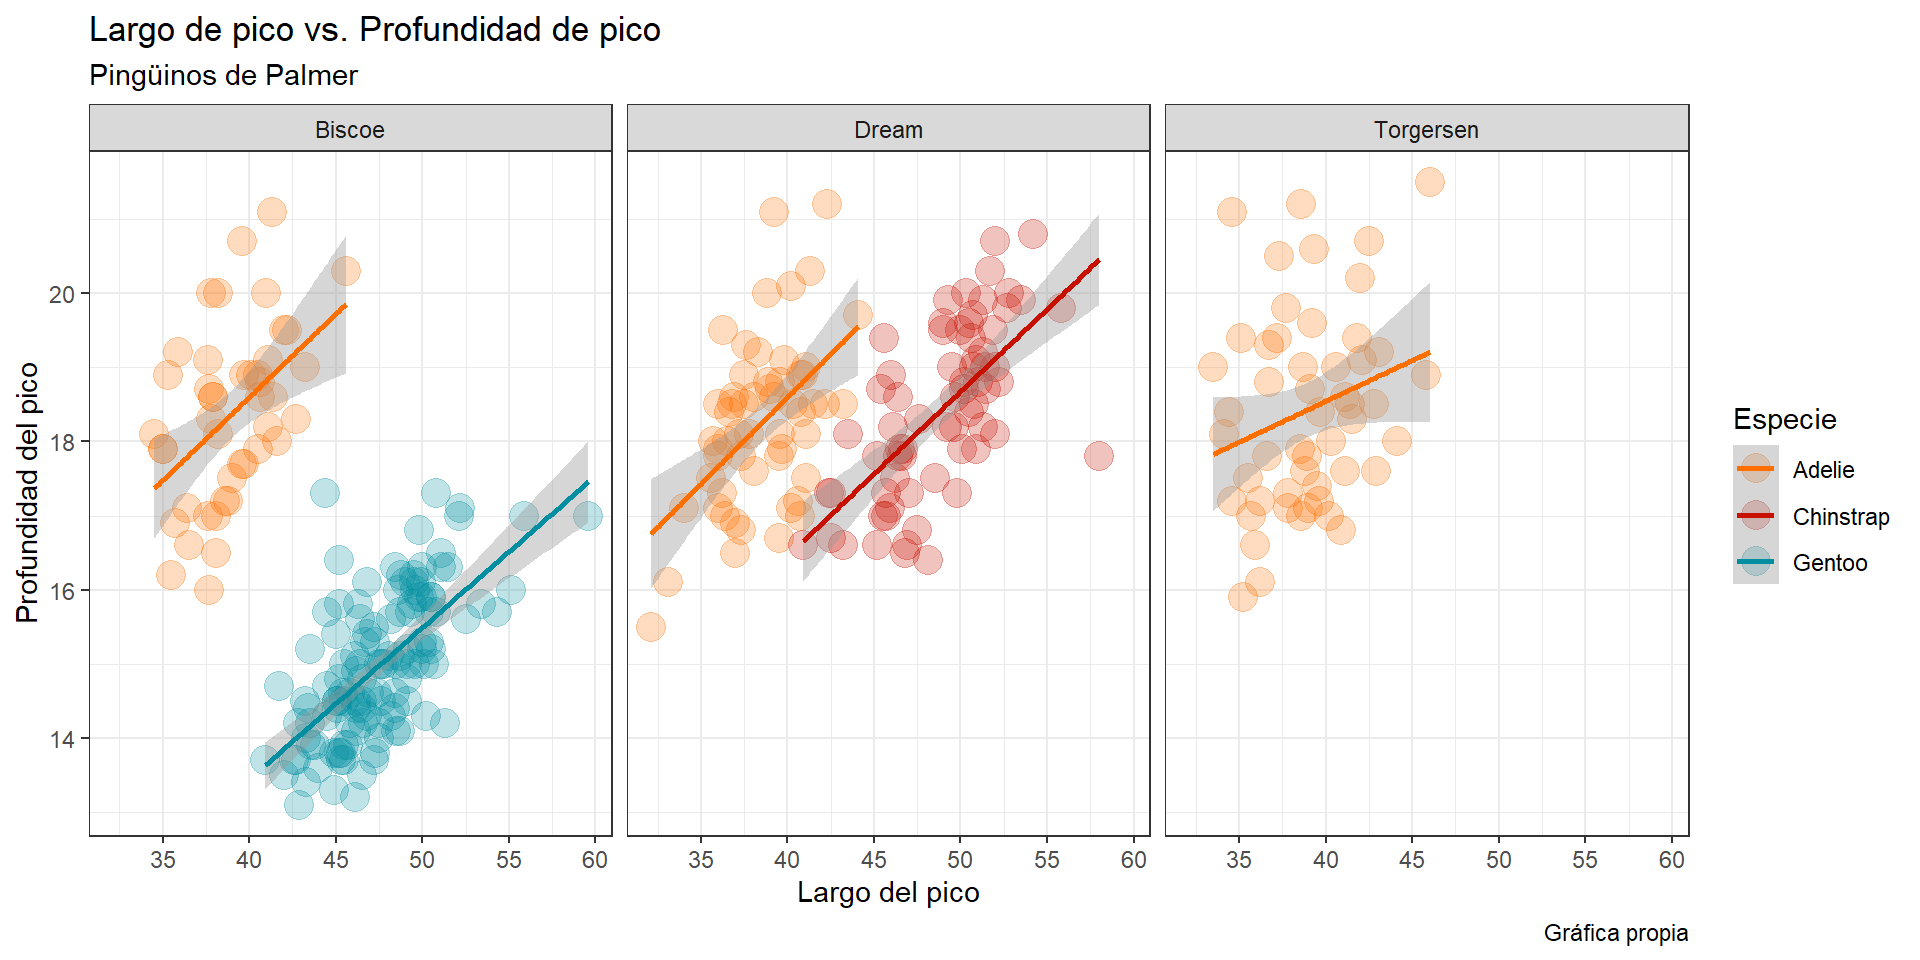 Largo de pico vs. Profundidad de pico
Pingüinos de Palmer
Biscoe
Dream
Torgersen
Profundidad del pico
20
18
16
14
35 40 45 50 55 60
35 40 45 50 55 60
35 40 45 50 55 60
Largo del pico
Especie
Adelie
Chinstrap
Gentoo
Gráfica propia